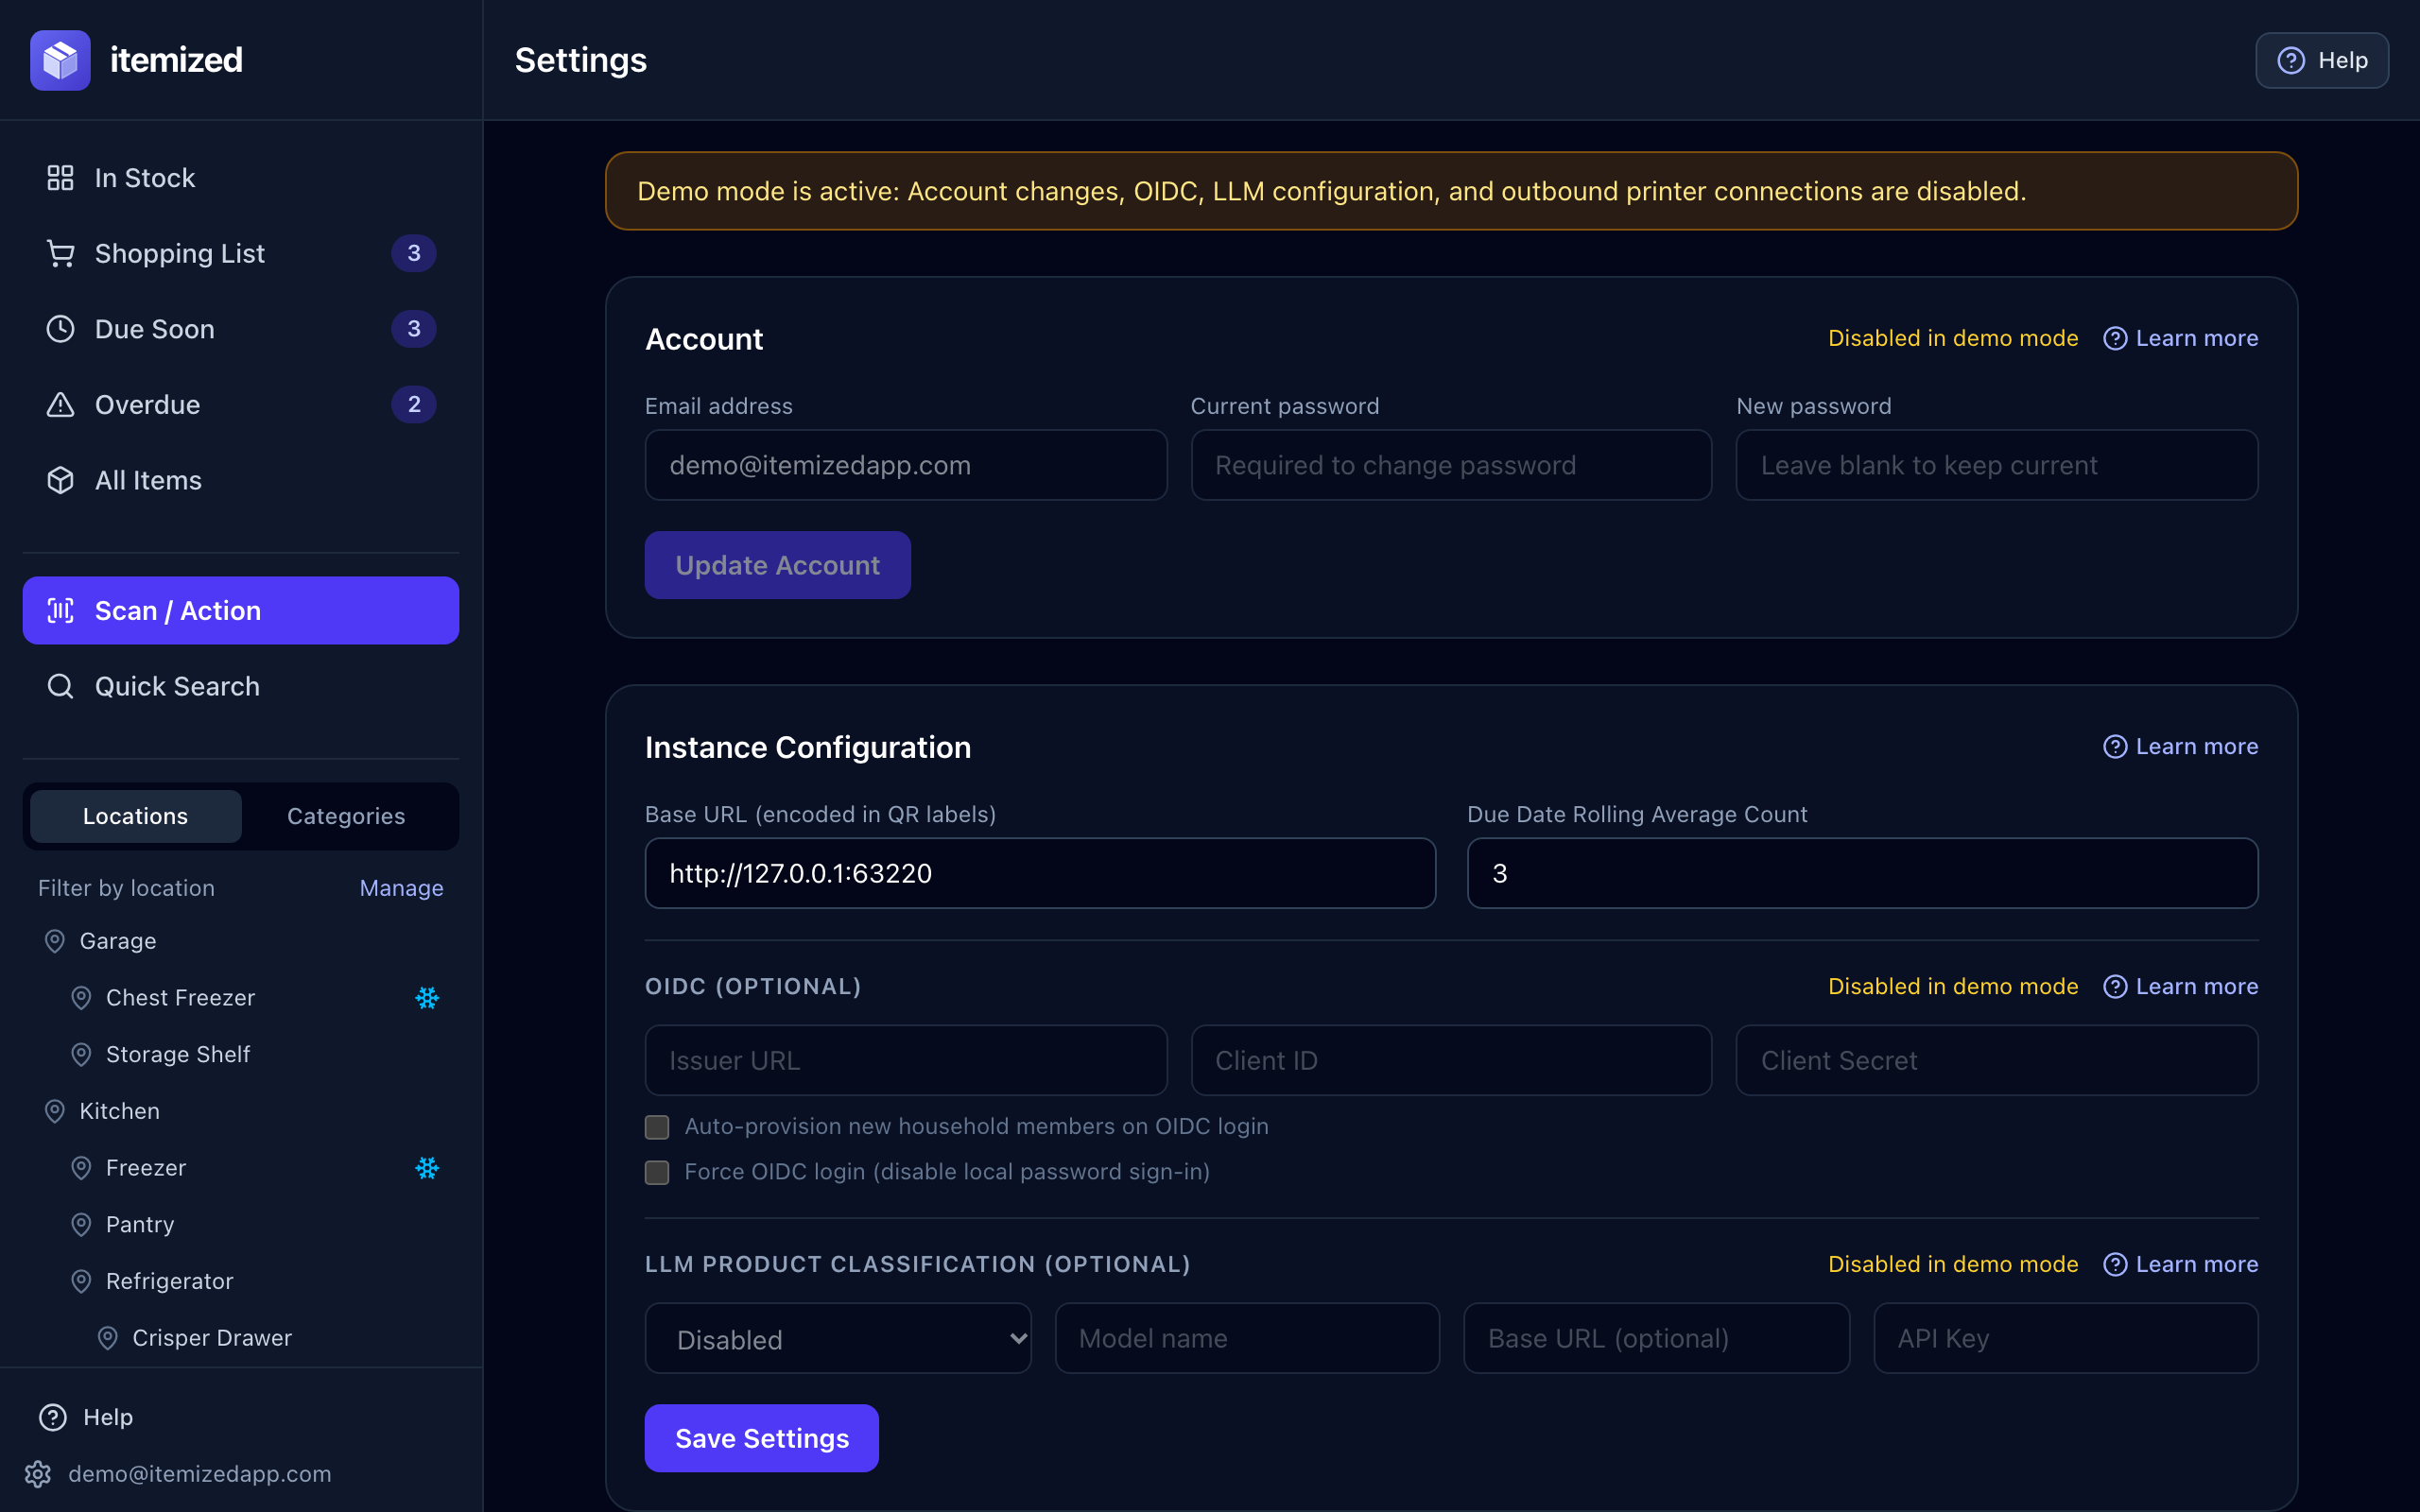 itemized
Settings
Help
In Stock
Shopping List 3
Due Soon 3
Overdue 2
All Items
Scan / Action
Quick Search
Locations Categories
Filter by location Manage
Garage
Chest Freezer
Storage Shelf
Kitchen
Freezer
Pantry
Refrigerator
Crisper Drawer
Help
demo@itemizedapp.com
Demo mode is active: Account changes, OIDC, LLM configuration, and outbound printer connections are disabled.
Account Disabled in demo mode Learn more
Email address Current password New password
demo@itemizedapp.com Required to change password Leave blank to keep current
Update Account
Instance Configuration Learn more
Base URL (encoded in QR labels) Due Date Rolling Average Count
http://127.0.0.1:63220 3
OIDC (OPTIONAL) Disabled in demo mode Learn more
Issuer URL Client ID Client Secret
Auto-provision new household members on OIDC login
Force OIDC login (disable local password sign-in)
LLM PRODUCT CLASSIFICATION (OPTIONAL) Disabled in demo mode Learn more
Disabled Model name Base URL (optional) API Key
Save Settings